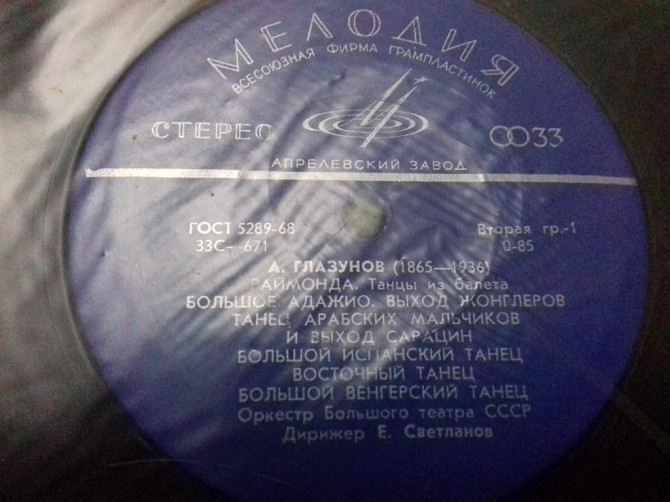 МЕЛОДИЯ
ВСЕСОЮЗНАЯ ФИРМА ГРАМПЛАСТИНОК
СТЕРЕО
33
АПРЕЛЕВСКИЙ ЗАВОД
ГОСТ 5289-68 Вторая гр.-1
33С- 671 0-85
А. ГЛАЗУНОВ (1865—1936)
РАЙМОНДА. Танцы из балета
БОЛЬШОЕ АДАЖИО. ВЫХОД ЖОНГЛЕРОВ
ТАНЕЦ АРАБСКИХ МАЛЬЧИКОВ
И ВЫХОД САРАЦИН
БОЛЬШОЙ ИСПАНСКИЙ ТАНЕЦ
ВОСТОЧНЫЙ ТАНЕЦ
БОЛЬШОЙ ВЕНГЕРСКИЙ ТАНЕЦ
Оркестр Большого театра СССР
Дирижер Е. Светланов